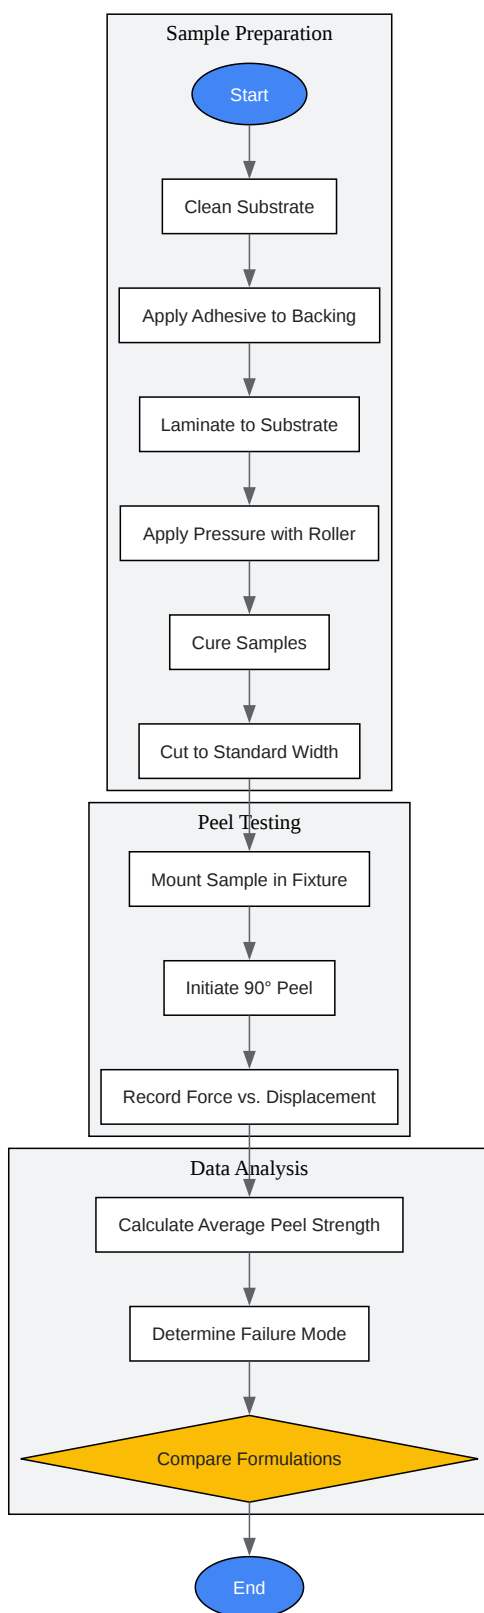 Sample Preparation
Start
Clean Substrate
Apply Adhesive to Backing
Laminate to Substrate
Apply Pressure with Roller
Cure Samples
Cut to Standard Width
Peel Testing
Mount Sample in Fixture
Initiate 90° Peel
Record Force vs. Displacement
Data Analysis
Calculate Average Peel Strength
Determine Failure Mode
Compare Formulations
End